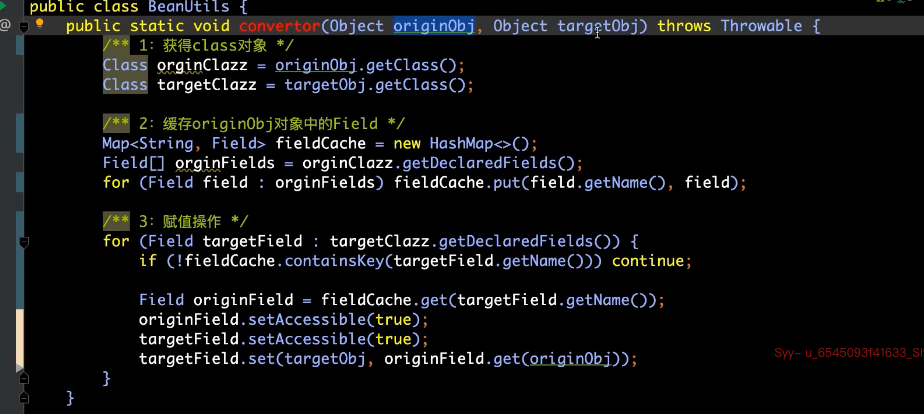 public class BeanUtils {
public static void convertor(Object originObj, Object targetObj) throws Throwable {
/** 1：获得class对象 */
Class orginClazz = originObj.getClass();
Class targetClazz = targetObj.getClass();
/** 2：缓存originObj对象中的Field */
Map<String, Field> fieldCache = new HashMap<>();
Field[] orginFields = orginClazz.getDeclaredFields();
for (Field field : orginFields) fieldCache.put(field.getName(), field);
/** 3：赋值操作 */
for (Field targetField : targetClazz.getDeclaredFields()) {
if (!fieldCache.containsKey(targetField.getName())) continue;
Field originField = fieldCache.get(targetField.getName());
originField.setAccessible(true);
targetField.setAccessible(true);
targetField.set(targetObj, originField.get(originObj));
}
}
Syy- u_6545093f41633_S